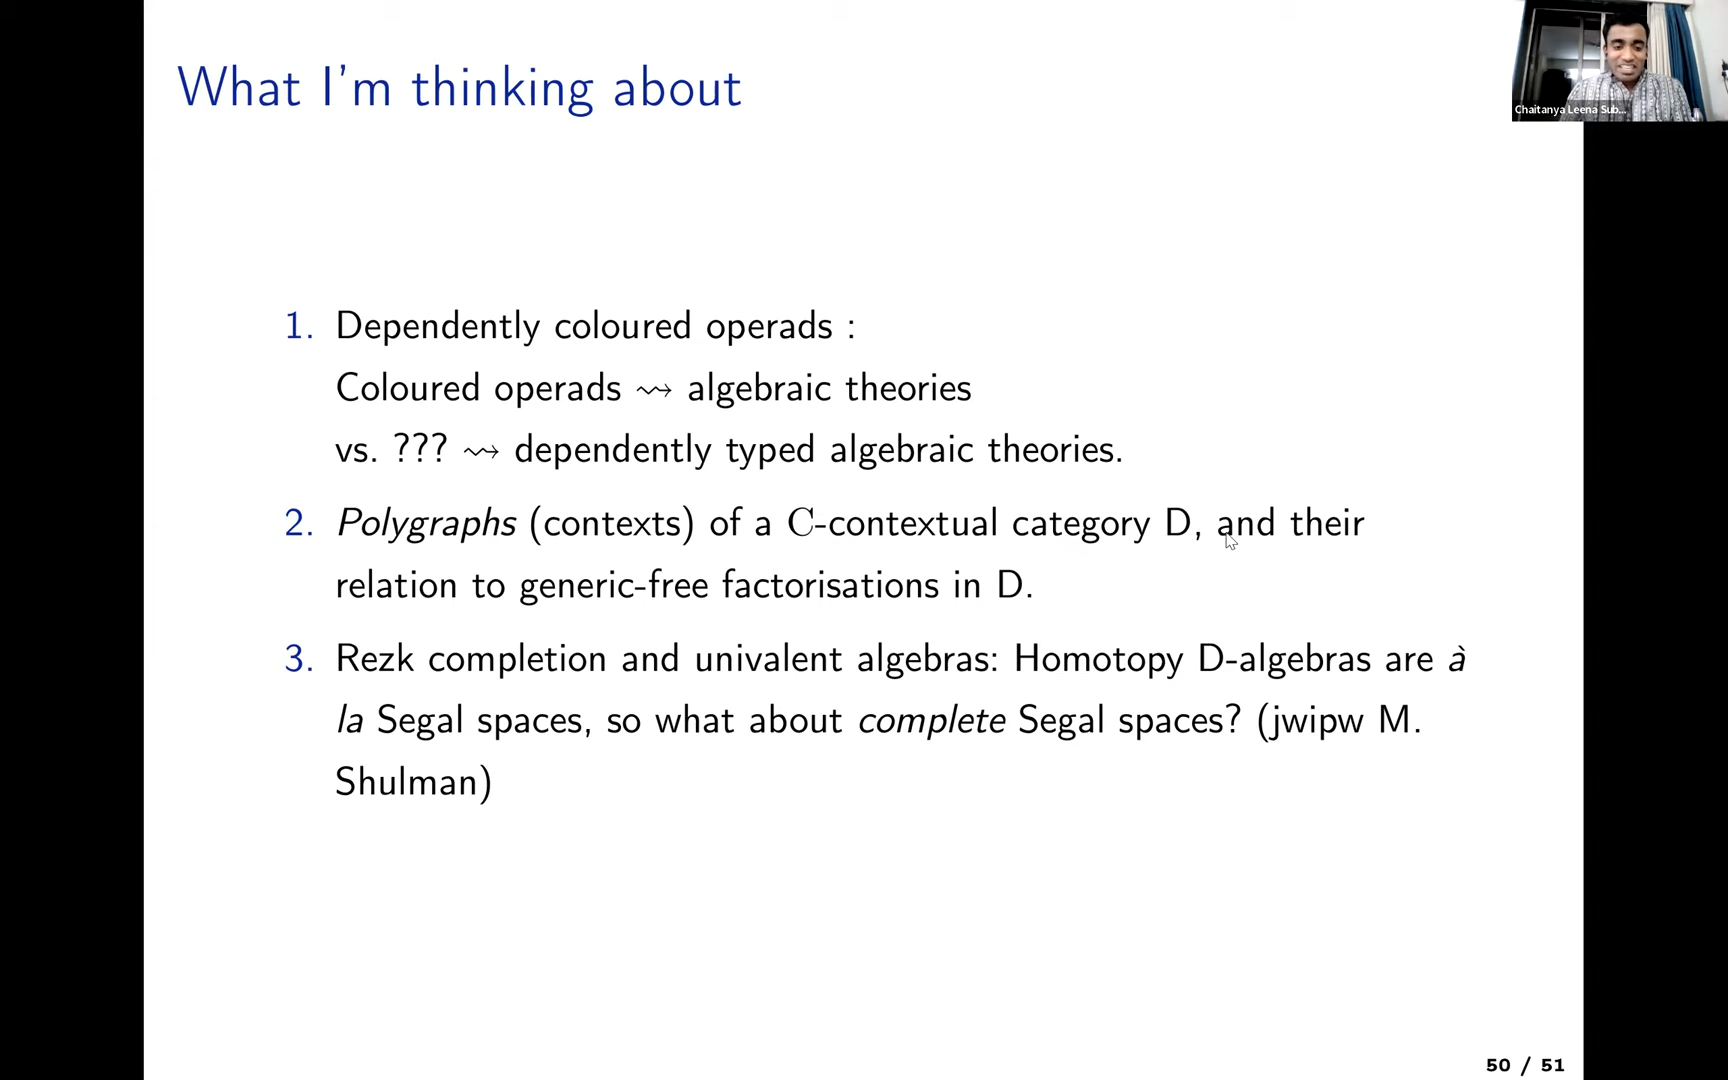 What I'm thinking about
Chaitanya Leena Sub...
1. Dependently coloured operads :
Coloured operads ⇝ algebraic theories
vs. ??? ⇝ dependently typed algebraic theories.
2. Polygraphs (contexts) of a C-contextual category D, and their
relation to generic-free factorisations in D.
3. Rezk completion and univalent algebras: Homotopy D-algebras are à
la Segal spaces, so what about complete Segal spaces? (jwipw M.
Shulman)
50 / 51